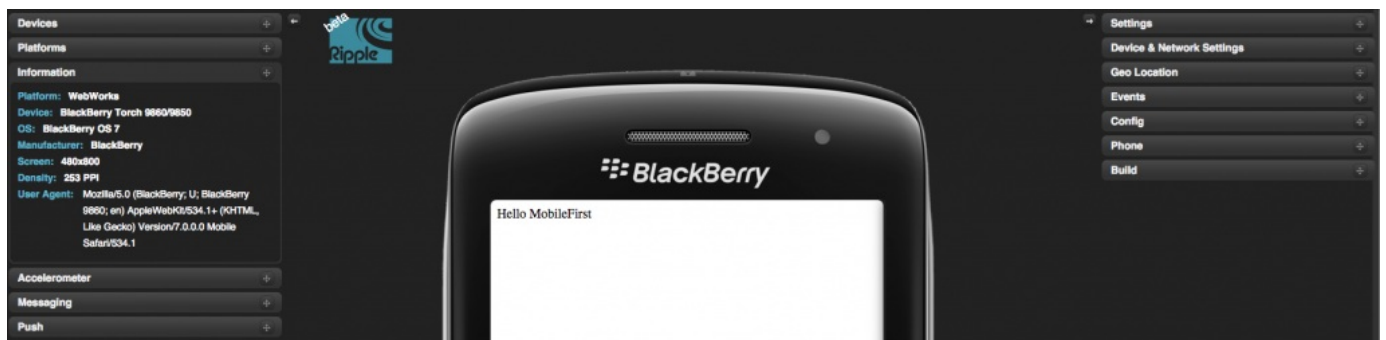 Devices
Platforms
Information
Platform: WebWorks
Device: BlackBerry Torch 9860/9850
OS: BlackBerry OS 7
Manufacturer: BlackBerry
Screen: 480x800
Density: 253 PPI
User Agent: Mozilla/5.0 (BlackBerry; U; BlackBerry
9860; en) AppleWebKit/534.1+ (KHTML,
Like Gecko) Version/7.0.0.0 Mobile
Safari/534.1
Accelerometer
Messaging
Push
beta
Ripple
BlackBerry
Hello MobileFirst
Settings
Device & Network Settings
Geo Location
Events
Config
Phone
Build